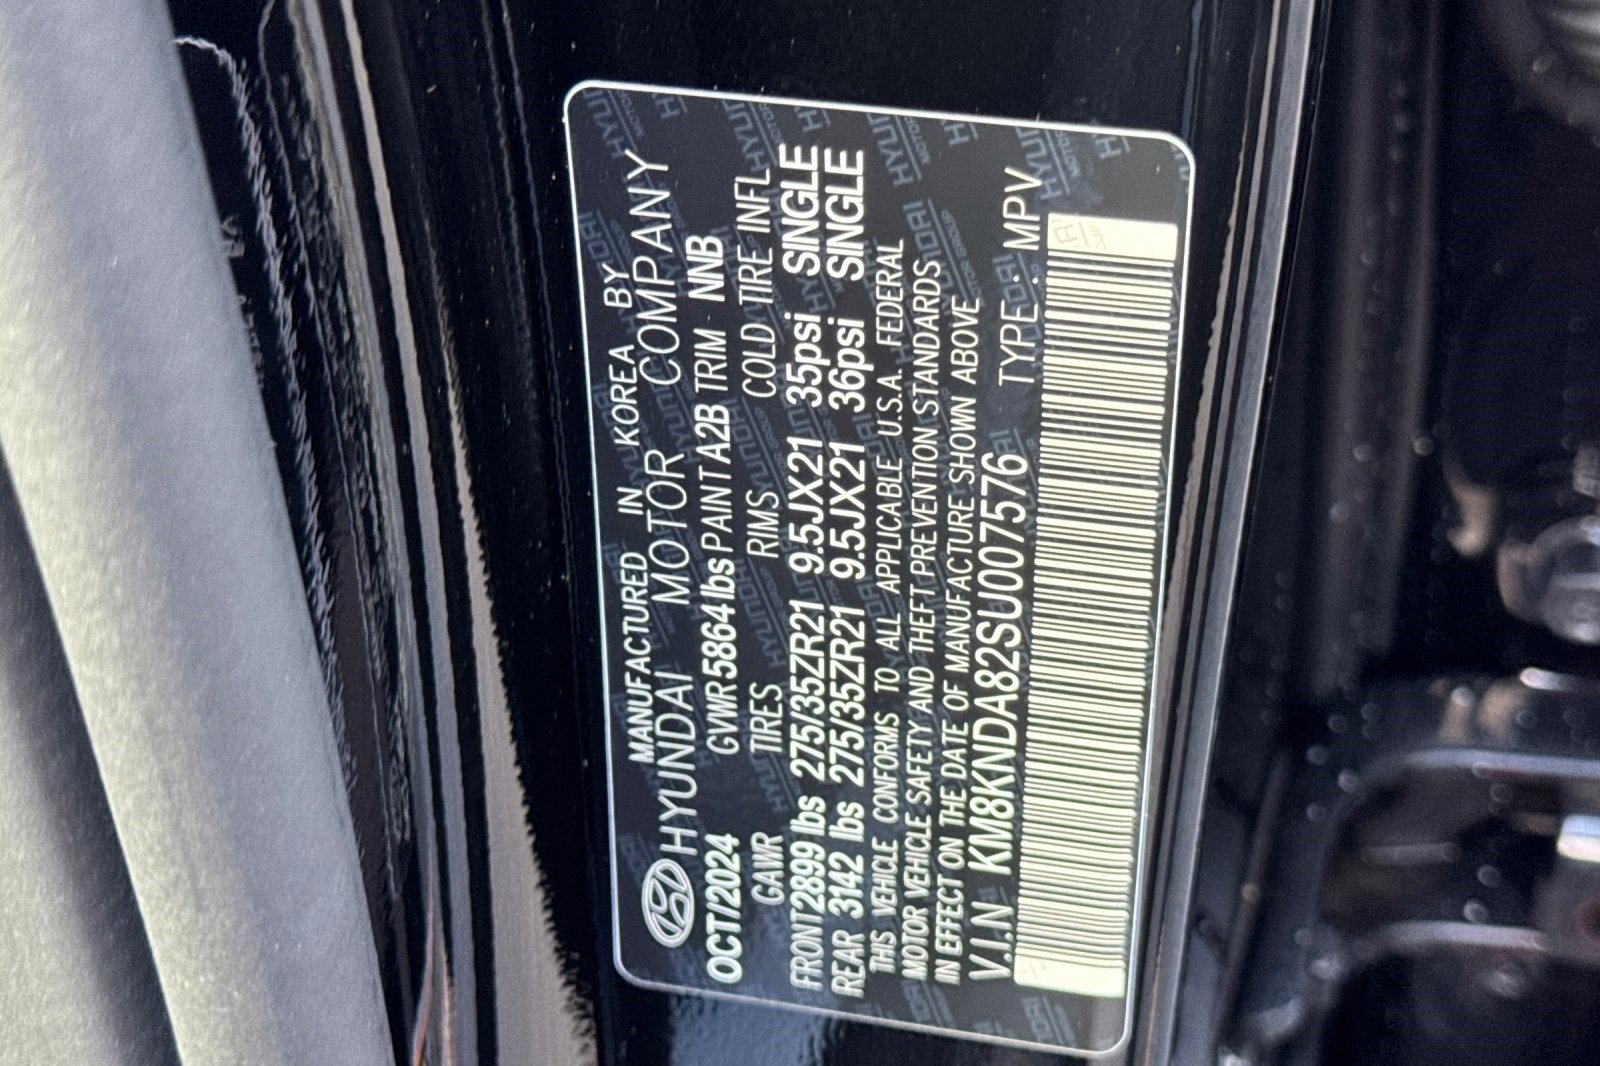 MANUFACTURED IN KOREA BY
HYUNDAI MOTOR COMPANY
OCT/2024 GVWR 5864 lbs PAINT A2B TRIM NNB
GAWR TIRES RIMS COLD TIRE INFL
FRONT 2899 lbs 275/35ZR21 9.5JX21 35psi SINGLE
REAR 3142 lbs 275/35ZR21 9.5JX21 36psi SINGLE
THIS VEHICLE CONFORMS TO ALL APPLICABLE U.S.A. FEDERAL
MOTOR VEHICLE SAFETY AND THEFT PREVENTION STANDARDS
IN EFFECT ON THE DATE OF MANUFACTURE SHOWN ABOVE
V.I.N KM8KNDA82SU007576 TYPE : MPV